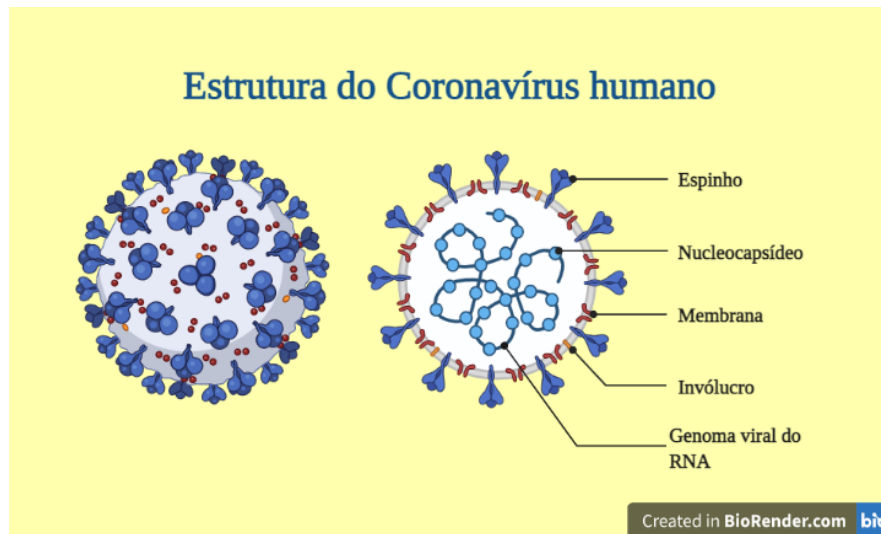 Estrutura do Coronavírus humano
Espinho
Nucleocapsídeo
Membrana
Invólucro
Genoma viral do
RNA
Created in BioRender.com